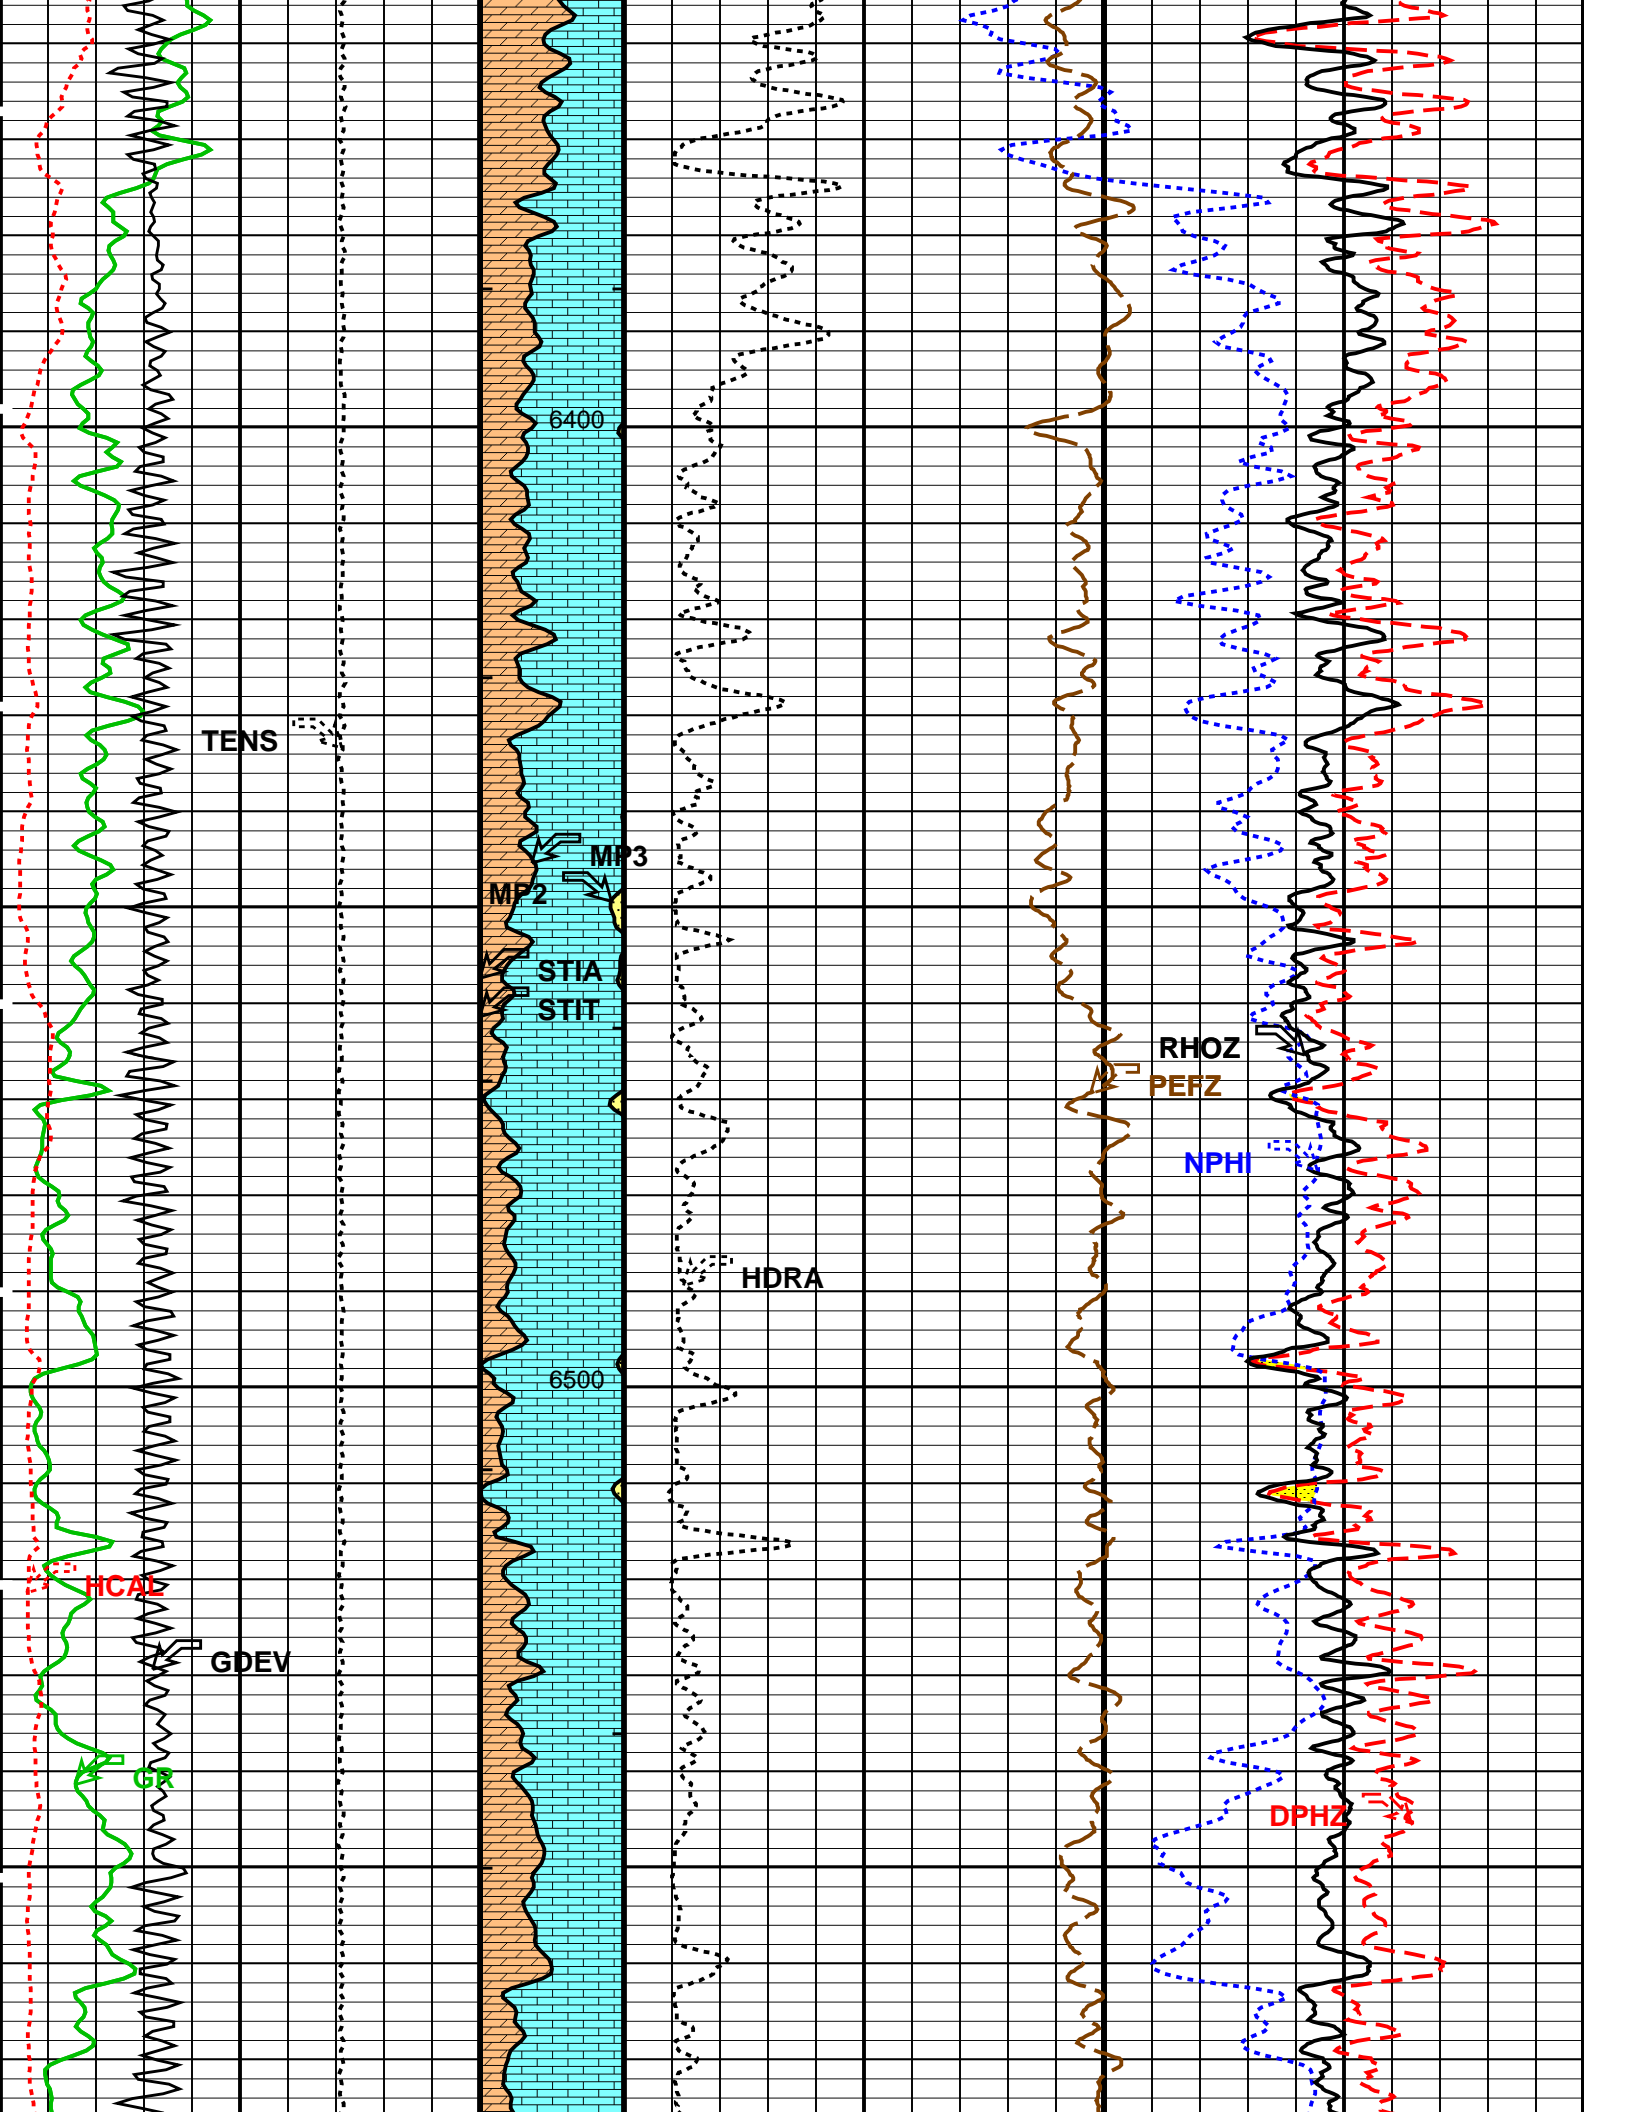 6400
TENS
MP3
MP2
STIA
STIT
RHOZ
PEFZ
NPHI
HDRA
6500
HCAL
GDEV
GR
DPHZ